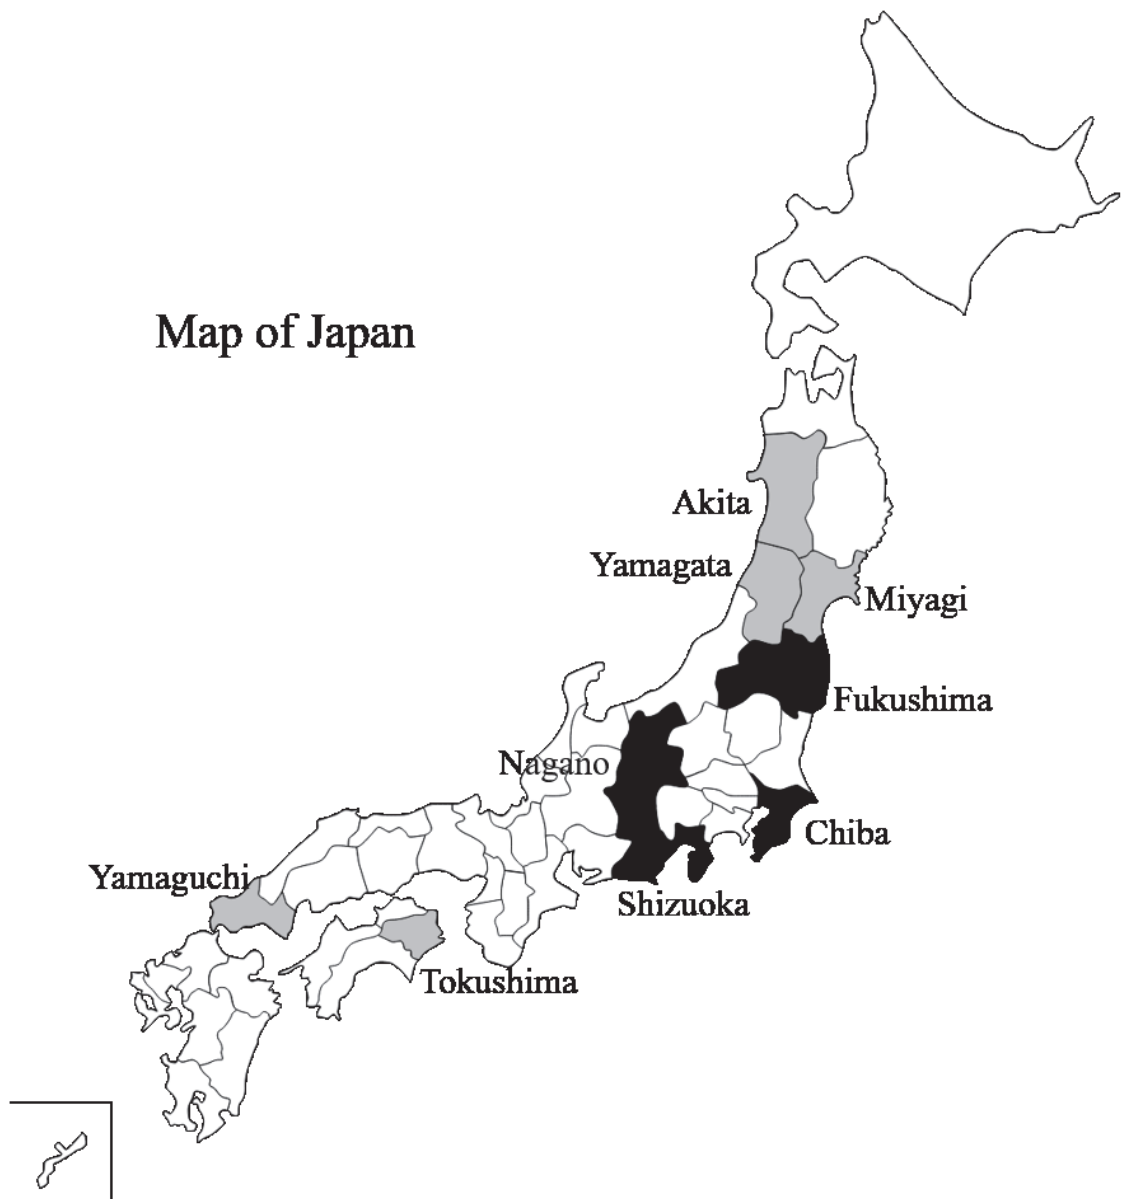 Map of Japan
Akita
Yamagata
Miyagi
Fukushima
Nagano
Chiba
Yamaguchi
Shizuoka
Tokushima